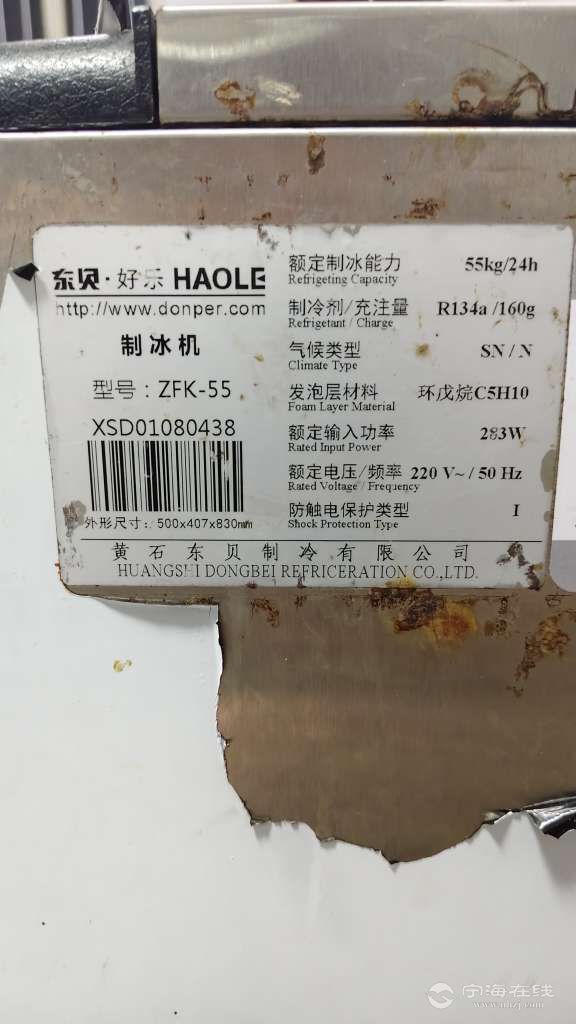 东贝·好乐 HAOLE
http://www.donper.com
制冰机
型号：ZFK-55
XSD01080438
外形尺寸：500x407x830mm
额定制冰能力 55kg/24h
Refrigeting Capacity
制冷剂/充注量 R134a /160g
Refrigetant / Charge
气候类型 SN / N
Climate Type
发泡层材料 环戊烷C5H10
Foam Layer Material
额定输入功率 283W
Rated Input Power
额定电压/频率 220 V~ / 50 Hz
Rated Voltage / Frequency
防触电保护类型 I
Shock Protection Type
黄石东贝制冷有限公司
HUANGSHI DONGBEI REFRICERATION CO.,LTD.
宁海在线